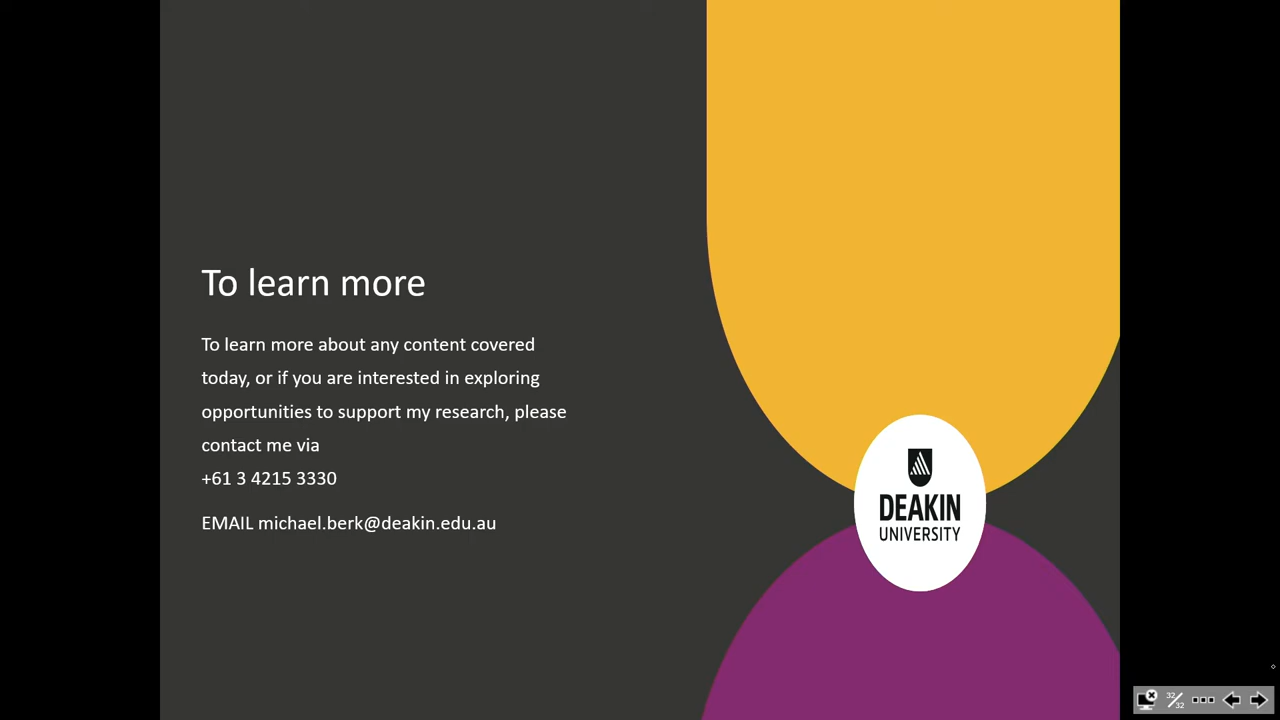 To learn more
To learn more about any content covered
today, or if you are interested in exploring
opportunities to support my research, please
contact me via
+61 3 4215 3330
EMAIL michael.berk@deakin.edu.au
DEAKIN
UNIVERSITY
32/32